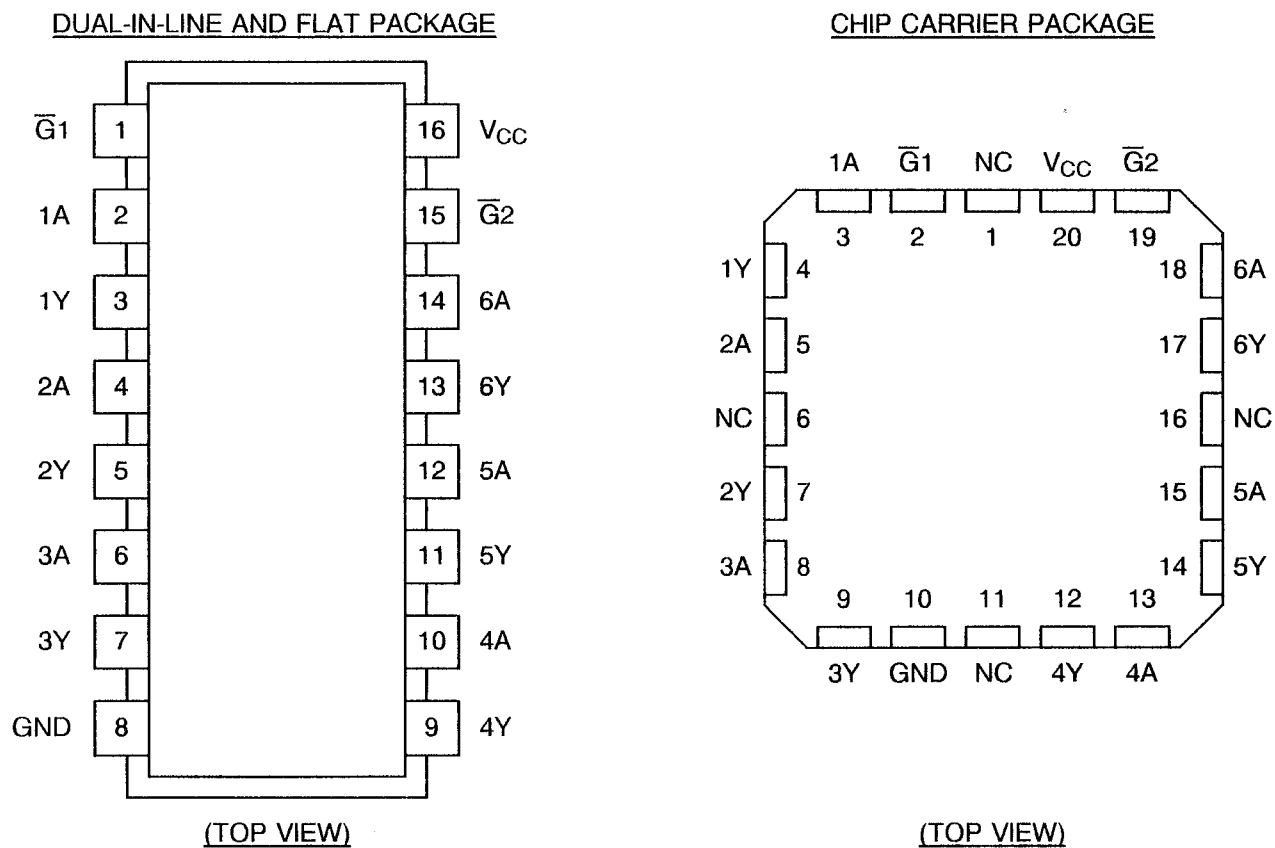 DUAL-IN-LINE AND FLAT PACKAGE
G̅1 1 16 VCC
1A 2 15 G̅2
1Y 3 14 6A
2A 4 13 6Y
2Y 5 12 5A
3A 6 11 5Y
3Y 7 10 4A
GND 8 9 4Y
(TOP VIEW)
CHIP CARRIER PACKAGE
1A G̅1 NC VCC G̅2
3 2 1 20 19
1Y 4 18 6A
2A 5 17 6Y
NC 6 16 NC
2Y 7 15 5A
3A 8 14 5Y
9 10 11 12 13
3Y GND NC 4Y 4A
(TOP VIEW)